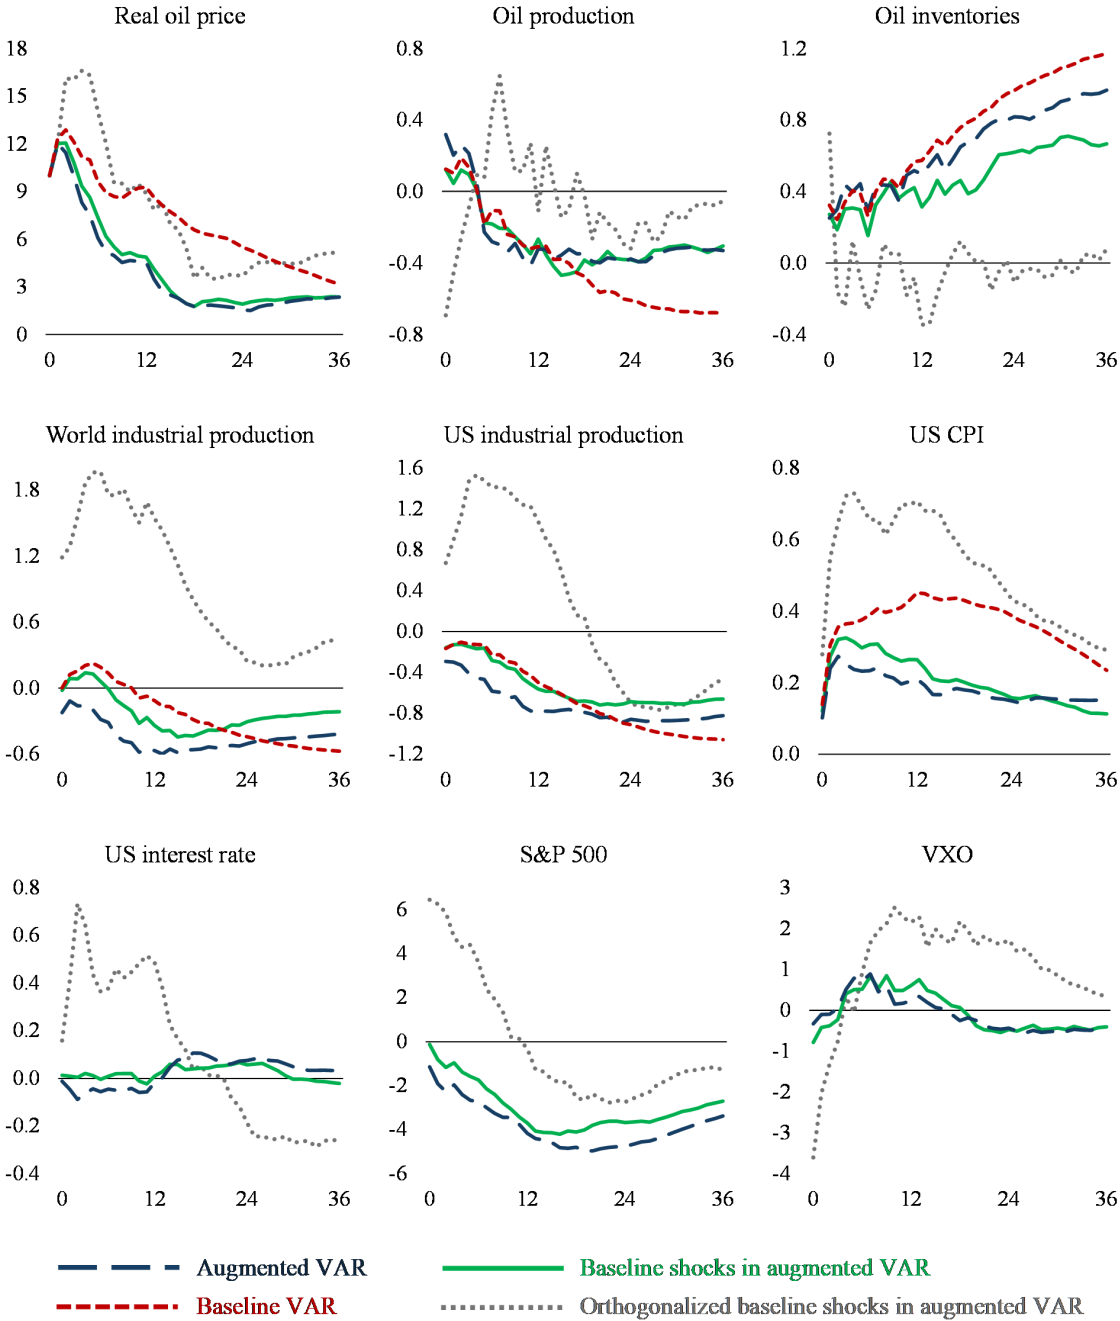 Real oil price
Oil production
Oil inventories
18
15
12
9
6
3
0
0 12 24 36
0.8
0.4
0.0
-0.4
-0.8
0 12 24 36
1.2
0.8
0.4
0.0
-0.4
0 12 24 36
World industrial production
US industrial production
US CPI
1.8
1.2
0.6
0.0
-0.6
0 12 24 36
1.6
1.2
0.8
0.4
0.0
-0.4
-0.8
-1.2
0 12 24 36
0.8
0.6
0.4
0.2
0.0
0 12 24 36
US interest rate
S&P 500
VXO
0.8
0.6
0.4
0.2
0.0
-0.2
-0.4
0 12 24 36
6
4
2
0
-2
-4
-6
0 12 24 36
3
2
1
0
-1
-2
-3
-4
0 12 24 36
Augmented VAR
Baseline shocks in augmented VAR
Baseline VAR
Orthogonalized baseline shocks in augmented VAR